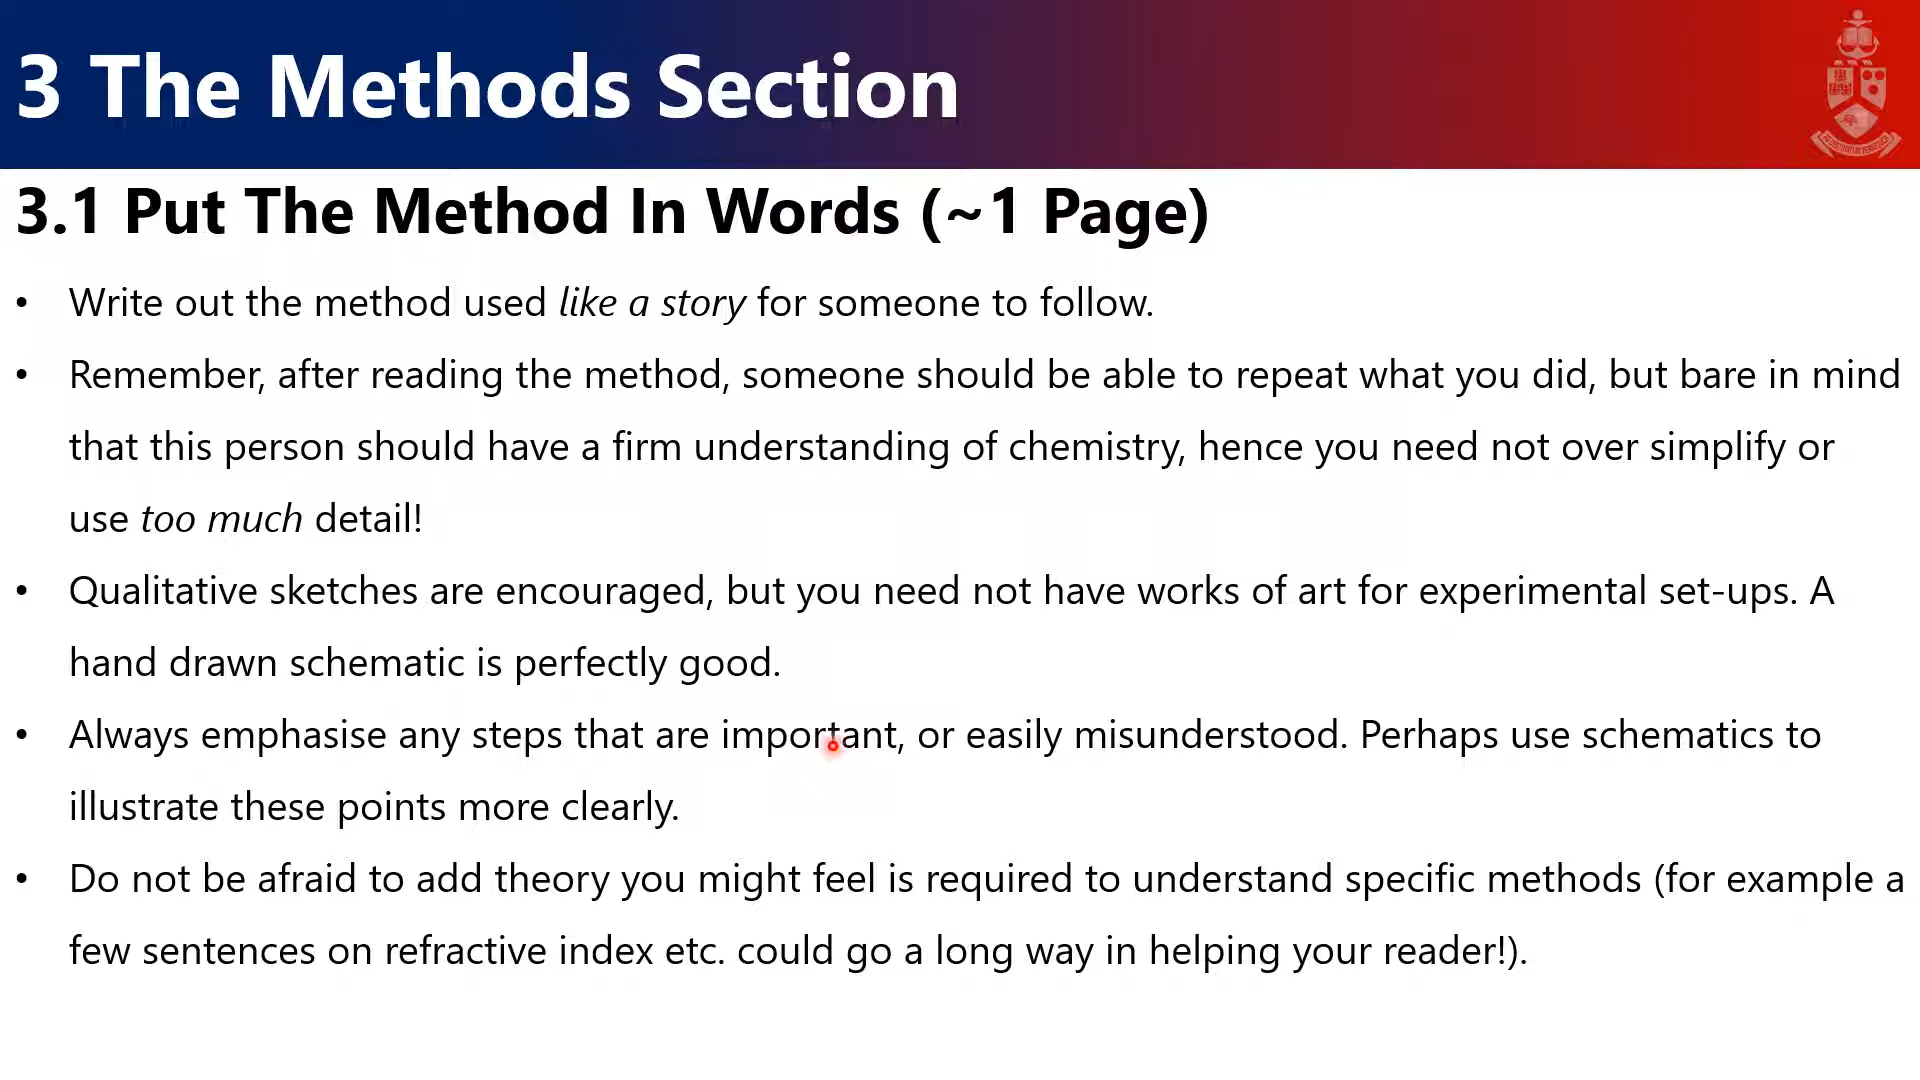 3 The Methods Section
3.1 Put The Method In Words (~1 Page)
• Write out the method used like a story for someone to follow.
• Remember, after reading the method, someone should be able to repeat what you did, but bare in mind
that this person should have a firm understanding of chemistry, hence you need not over simplify or
use too much detail!
• Qualitative sketches are encouraged, but you need not have works of art for experimental set-ups. A
hand drawn schematic is perfectly good.
• Always emphasise any steps that are important, or easily misunderstood. Perhaps use schematics to
illustrate these points more clearly.
• Do not be afraid to add theory you might feel is required to understand specific methods (for example a
few sentences on refractive index etc. could go a long way in helping your reader!).